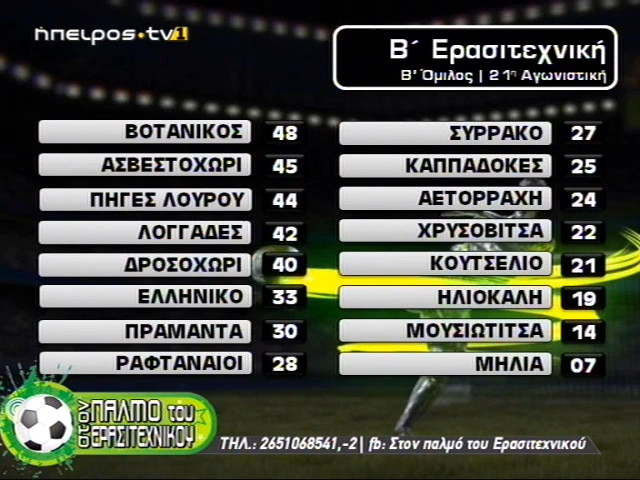 ήπειρος.tv1
Β΄ Ερασιτεχνική
Β' Όμιλος | 21η Αγωνιστική
ΒΟΤΑΝΙΚΟΣ 48
ΑΣΒΕΣΤΟΧΩΡΙ 45
ΠΗΓΕΣ ΛΟΥΡΟΥ 44
ΛΟΓΓΑΔΕΣ 42
ΔΡΟΣΟΧΩΡΙ 40
ΕΛΛΗΝΙΚΟ 33
ΠΡΑΜΑΝΤΑ 30
ΡΑΦΤΑΝΑΙΟΙ 28
ΣΥΡΡΑΚΟ 27
ΚΑΠΠΑΔΟΚΕΣ 25
ΑΕΤΟΡΡΑΧΗ 24
ΧΡΥΣΟΒΙΤΣΑ 22
ΚΟΥΤΣΕΛΙΟ 21
ΗΛΙΟΚΑΛΗ 19
ΜΟΥΣΙΩΤΙΤΣΑ 14
ΜΗΛΙΑ 07
στον ΠΑΛΜΟ του
ΕΡΑΣΙΤΕΧΝΙΚΟΥ
ΤΗΛ.: 2651068541,-2 | fb: Στον παλμό του Ερασιτεχνικού